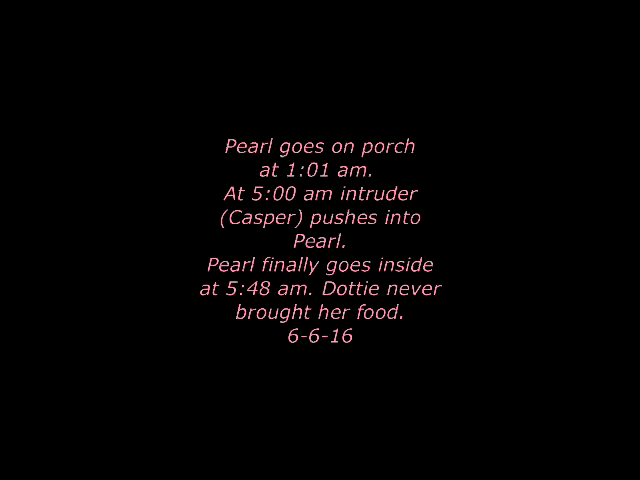 Pearl goes on porch
at 1:01 am.
At 5:00 am intruder
(Casper) pushes into
Pearl.
Pearl finally goes inside
at 5:48 am. Dottie never
brought her food.
6-6-16